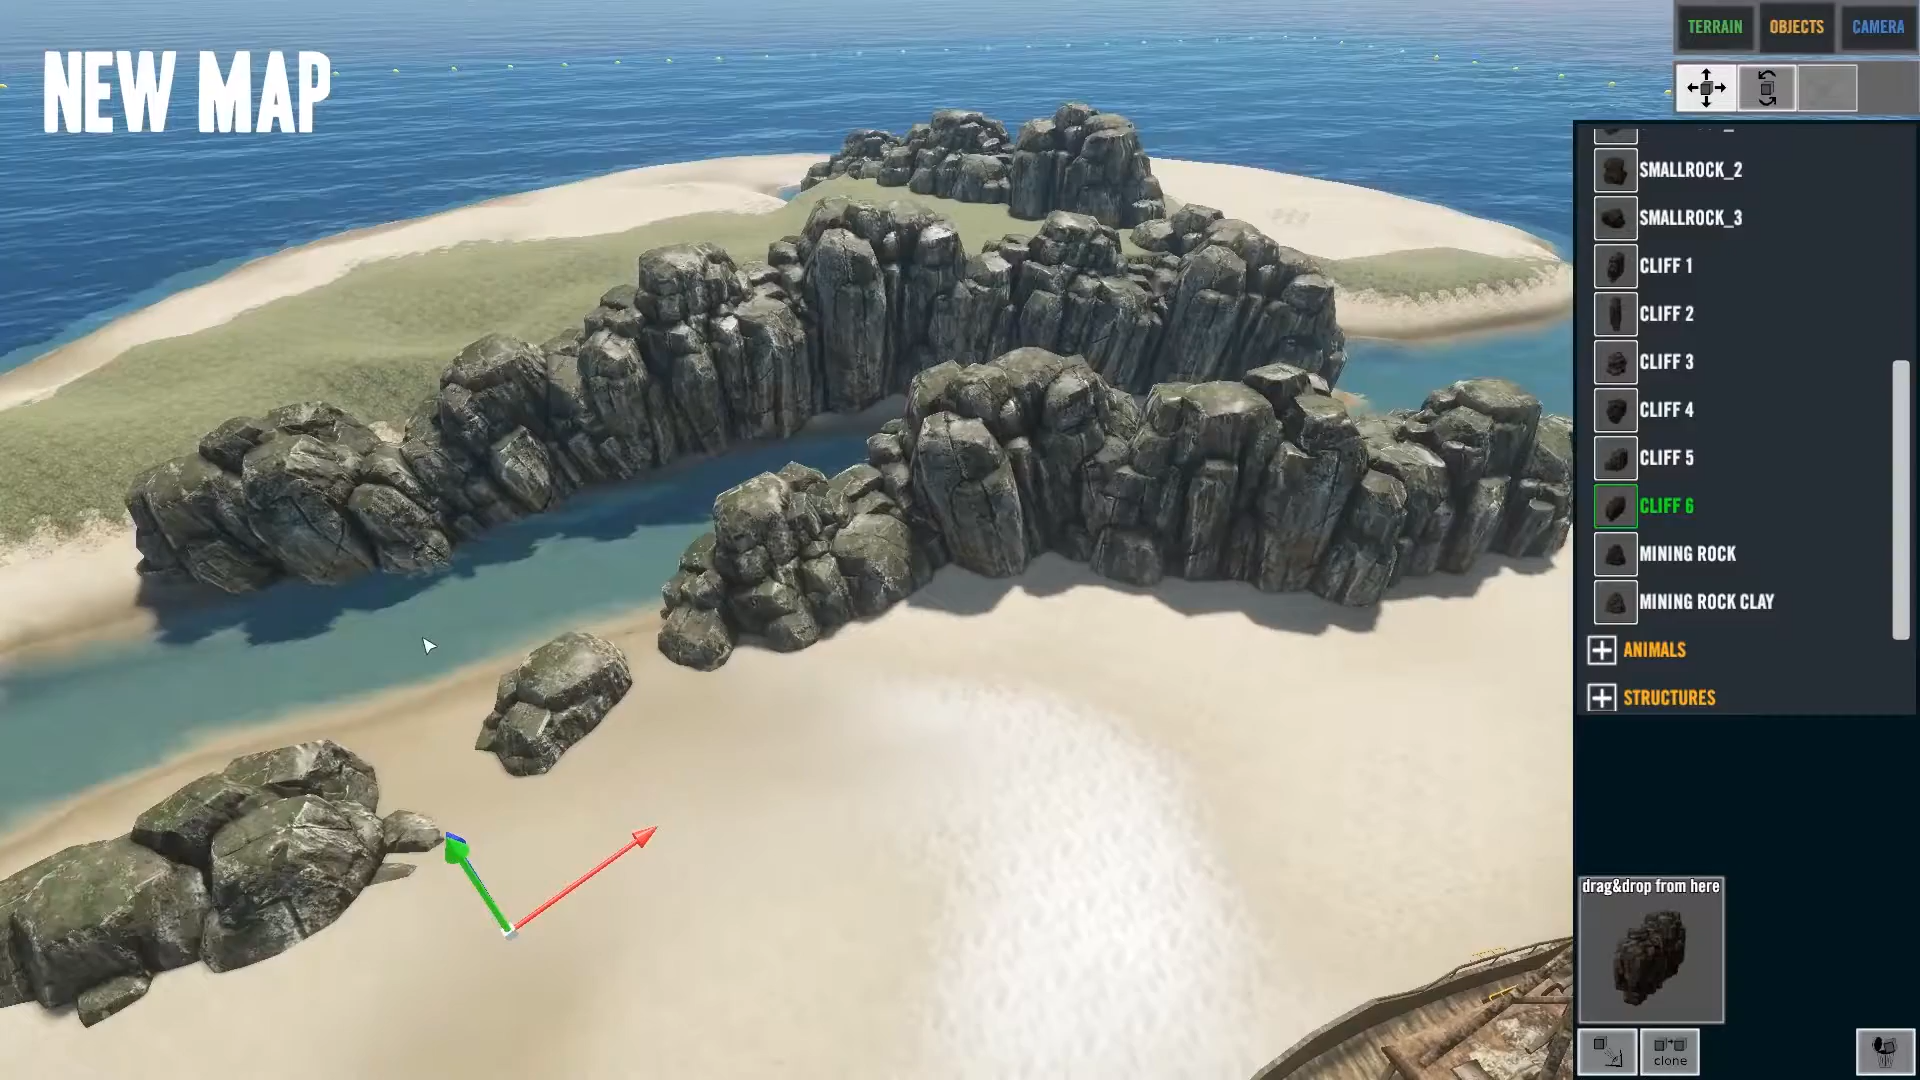 NEW MAP
TERRAIN
OBJECTS
CAMERA
SMALLROCK_2
SMALLROCK_3
CLIFF 1
CLIFF 2
CLIFF 3
CLIFF 4
CLIFF 5
CLIFF 6
MINING ROCK
MINING ROCK CLAY
ANIMALS
STRUCTURES
drag&drop from here
clone